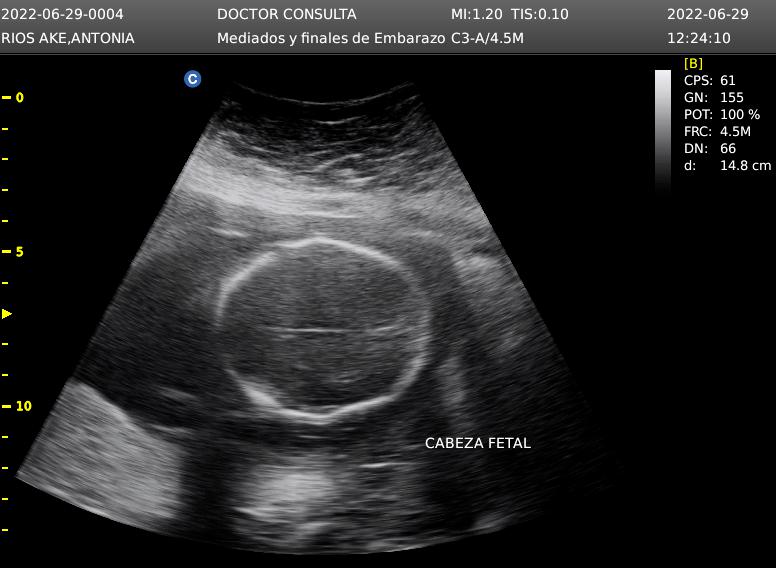 2022-06-29-0004 DOCTOR CONSULTA MI:1.20 TIS:0.10 2022-06-29
RIOS AKE,ANTONIA Mediados y finales de Embarazo C3-A/4.5M 12:24:10
[B]
C
CPS: 61
0
GN: 155
POT: 100 %
FRC: 4.5M
DN: 66
d: 14.8 cm
5
10
CABEZA FETAL